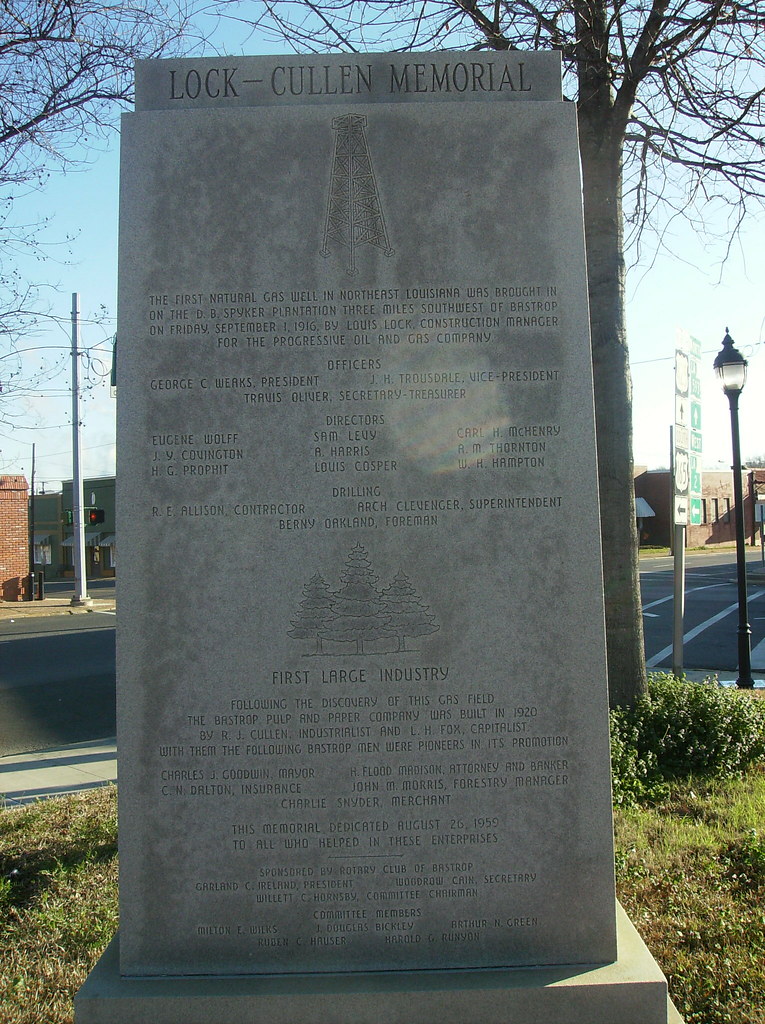 LOCK–CULLEN MEMORIAL
THE FIRST NATURAL GAS WELL IN NORTHEAST LOUISIANA WAS BROUGHT IN
ON THE D. B. SPYKER PLANTATION THREE MILES SOUTHWEST OF BASTROP
ON FRIDAY, SEPTEMBER 1, 1916, BY LOUIS LOCK, CONSTRUCTION MANAGER
FOR THE PROGRESSIVE OIL AND GAS COMPANY.
OFFICERS
GEORGE C. WEAKS, PRESIDENT J. H. TROUSDALE, VICE-PRESIDENT
TRAVIS OLIVER, SECRETARY-TREASURER
DIRECTORS
EUGENE WOLFF SAM LEVY CARL H. McHENRY
J. Y. COVINGTON A. HARRIS A. M. THORNTON
H. G. PROPHIT LOUIS COSPER W. H. HAMPTON
DRILLING
R. E. ALLISON, CONTRACTOR ARCH CLEVENGER, SUPERINTENDENT
BERNY OAKLAND, FOREMAN
FIRST LARGE INDUSTRY
FOLLOWING THE DISCOVERY OF THIS GAS FIELD
THE BASTROP PULP AND PAPER COMPANY WAS BUILT IN 1920
BY R. J. CULLEN, INDUSTRIALIST AND L. H. FOX, CAPITALIST.
WITH THEM THE FOLLOWING BASTROP MEN WERE PIONEERS IN ITS PROMOTION
CHARLES J. GOODWIN, MAYOR H. FLOOD MADISON, ATTORNEY AND BANKER
C. N. DALTON, INSURANCE JOHN M. MORRIS, FORESTRY MANAGER
CHARLIE SNYDER, MERCHANT
THIS MEMORIAL DEDICATED AUGUST 26, 1959
TO ALL WHO HELPED IN THESE ENTERPRISES
SPONSORED BY ROTARY CLUB OF BASTROP
GARLAND C. IRELAND, PRESIDENT WOODROW CAIN, SECRETARY
WILLETT C. HORNSBY, COMMITTEE CHAIRMAN
COMMITTEE MEMBERS
MILTON E. WILKS J. DOUGLAS BICKLEY ARTHUR N. GREEN
RUBEN C. HAUSER HAROLD G. RUNYON